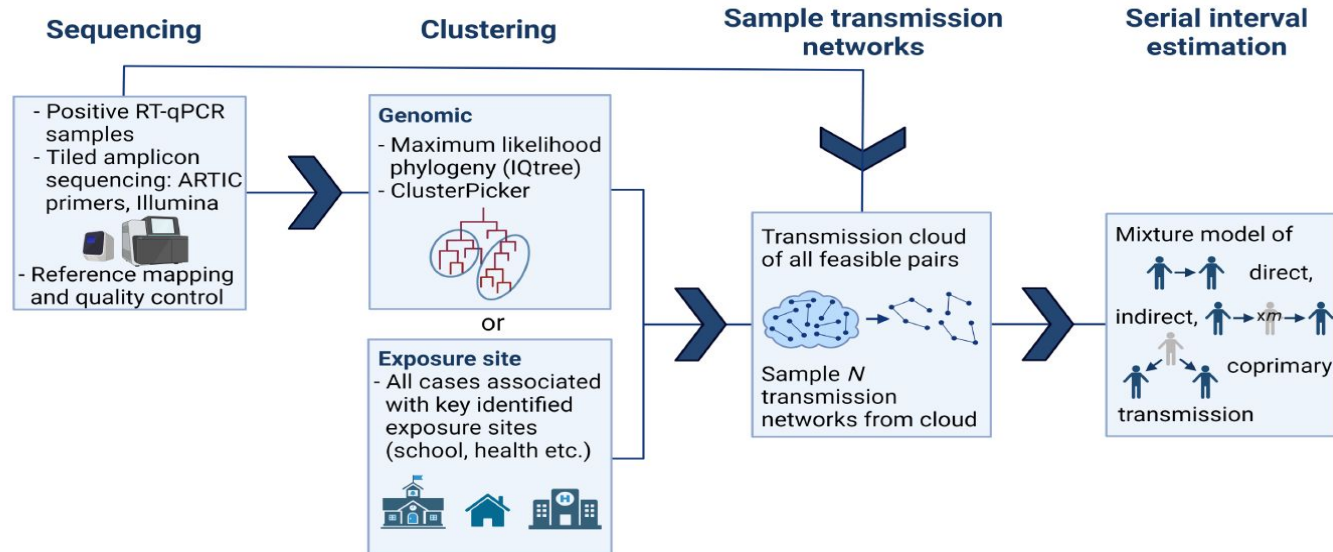 Sequencing
Clustering
Sample transmission
networks
Serial interval
estimation
- Positive RT-qPCR
samples
- Tiled amplicon
sequencing: ARTIC
primers, Illumina
- Reference mapping
and quality control
Genomic
- Maximum likelihood
phylogeny (IQtree)
- ClusterPicker
or
Exposure site
- All cases associated
with key identified
exposure sites
(school, health etc.)
H
Transmission cloud
of all feasible pairs
Sample N
transmission
networks from cloud
Mixture model of
direct,
indirect,
xm
coprimary
transmission